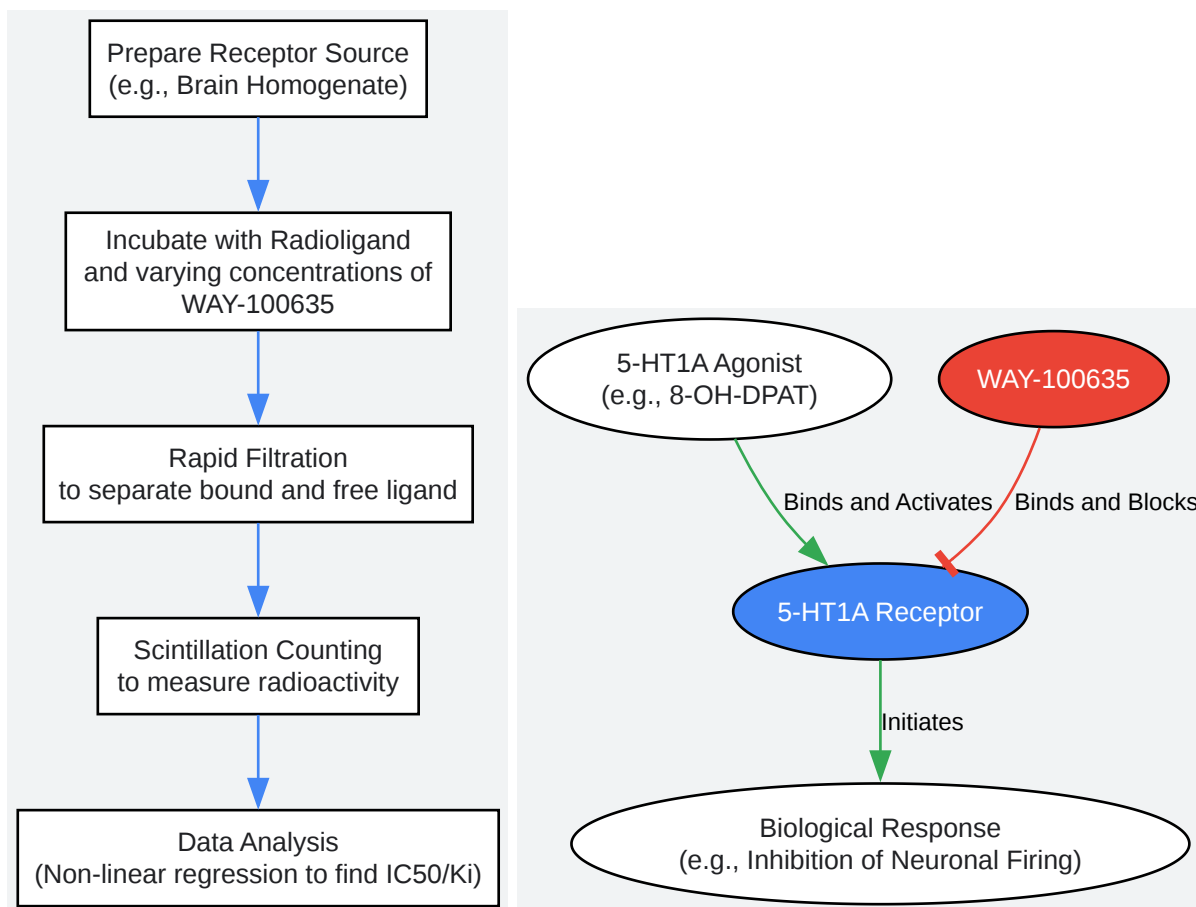 Prepare Receptor Source
(e.g., Brain Homogenate)
Incubate with Radioligand
and varying concentrations of
WAY-100635
Rapid Filtration
to separate bound and free ligand
Scintillation Counting
to measure radioactivity
Data Analysis
(Non-linear regression to find IC50/Ki)
5-HT1A Agonist
(e.g., 8-OH-DPAT)
WAY-100635
Binds and Activates
Binds and Blocks
5-HT1A Receptor
Initiates
Biological Response
(e.g., Inhibition of Neuronal Firing)